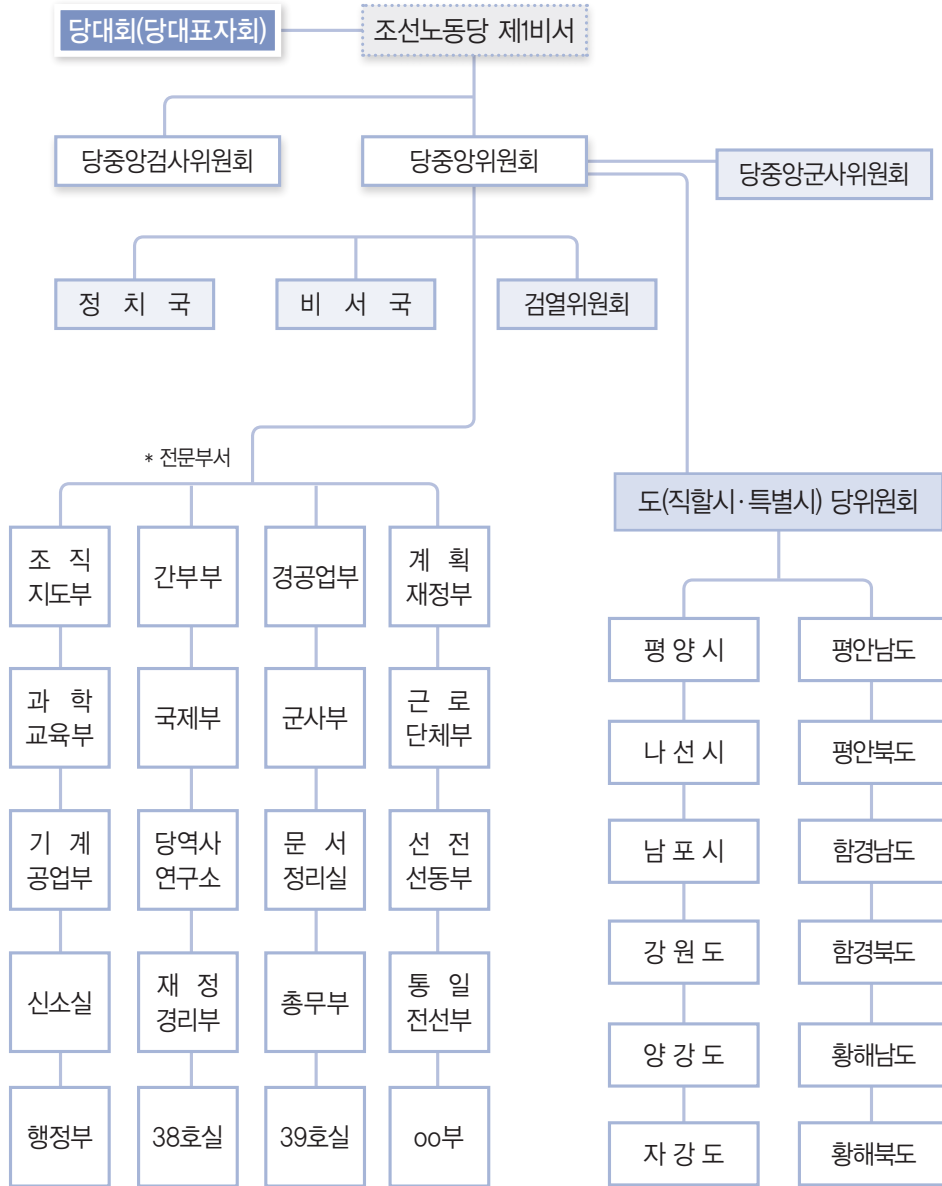 당대회(당대표자회)
조선노동당 제1비서
당중앙검사위원회
당중앙위원회
당중앙군사위원회
정 치 국
비 서 국
검열위원회
* 전문부서
도(직할시·특별시) 당위원회
조 직
지도부
간부부
경공업부
계 획
재정부
과 학
교육부
국제부
군사부
근 로
단체부
기 계
공업부
당역사
연구소
문 서
정리실
선 전
선동부
신소실
재 정
경리부
총무부
통 일
전선부
행정부
38호실
39호실
oo부
평 양 시
평안남도
나 선 시
평안북도
남 포 시
함경남도
강 원 도
함경북도
양 강 도
황해남도
자 강 도
황해북도